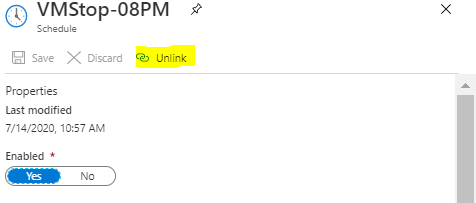 VMStop-08PM
Schedule
Save Discard Unlink
Properties
Last modified
7/14/2020, 10:57 AM
Enabled *
Yes No